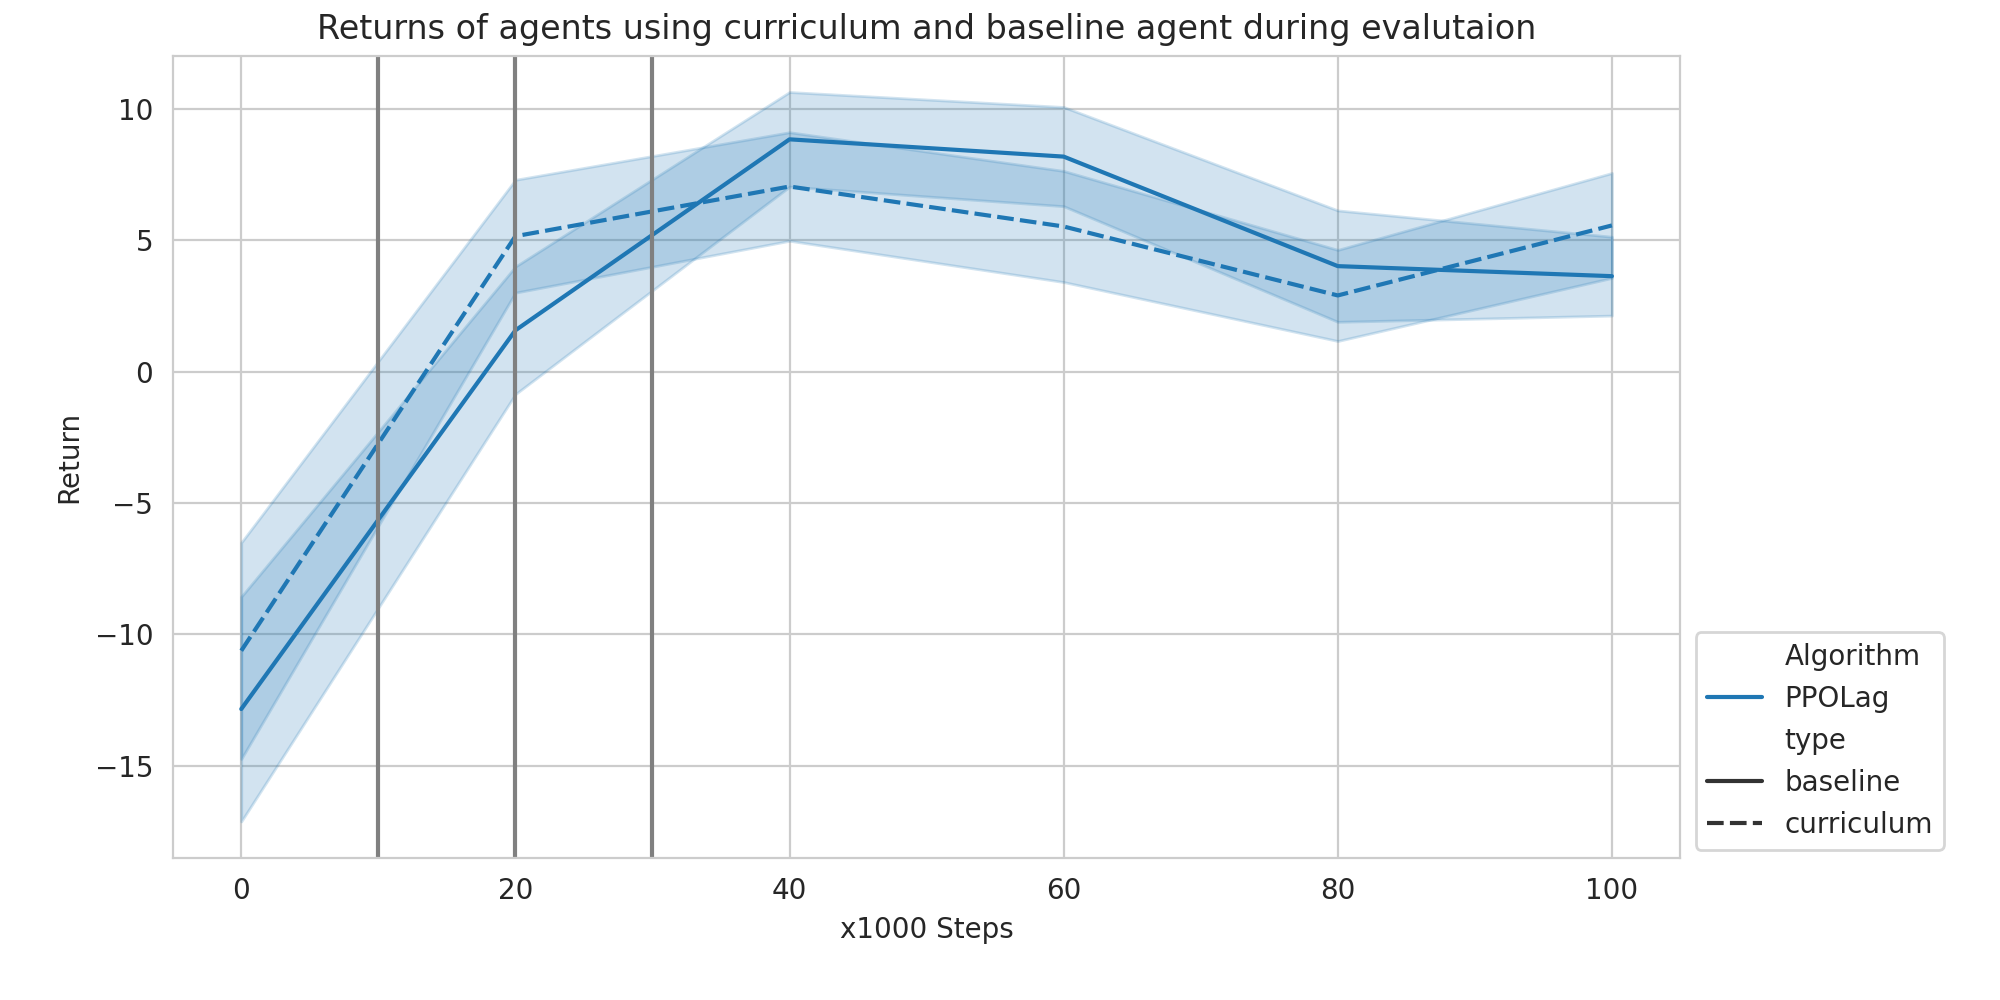 Returns of agents using curriculum and baseline agent during evalutaion
10
5
0
−5
−10
−15
Return
0 20 40 60 80 100
x1000 Steps
Algorithm
PPOLag
type
baseline
curriculum